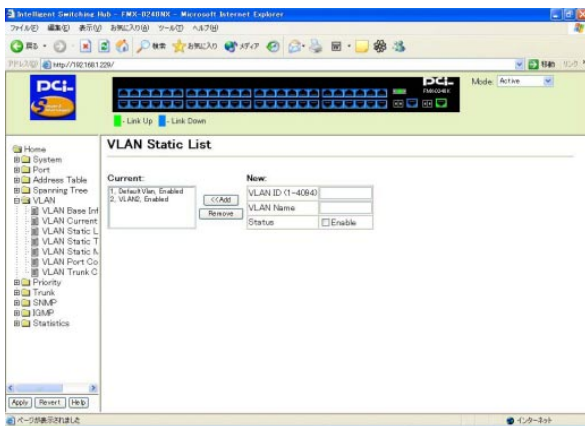 Intelligent Switching Hub - FMX-0248NX - Microsoft Internet Explorer
ファイル(F) 編集(E) 表示(V) お気に入り(A) ツール(T) ヘルプ(H)
戻る 検索 お気に入り メディア
アドレス(D) http://192.168.1.229/ 移動 リンク
PCi
PCi
Mode: Active
- Link Up - Link Down
Home
System
Port
Address Table
Spanning Tree
VLAN
VLAN Base Inf
VLAN Current
VLAN Static L
VLAN Static T
VLAN Static M
VLAN Port Co
VLAN Trunk C
Priority
Trunk
SNMP
IGMP
Statistics
Apply Revert Help
VLAN Static List
Current:
1, DefaultVlan, Enabled
2, VLAN2, Enabled
<<Add
Remove
New:
VLAN ID (1-4094)
VLAN Name
Status Enable
ページが表示されました
インターネット